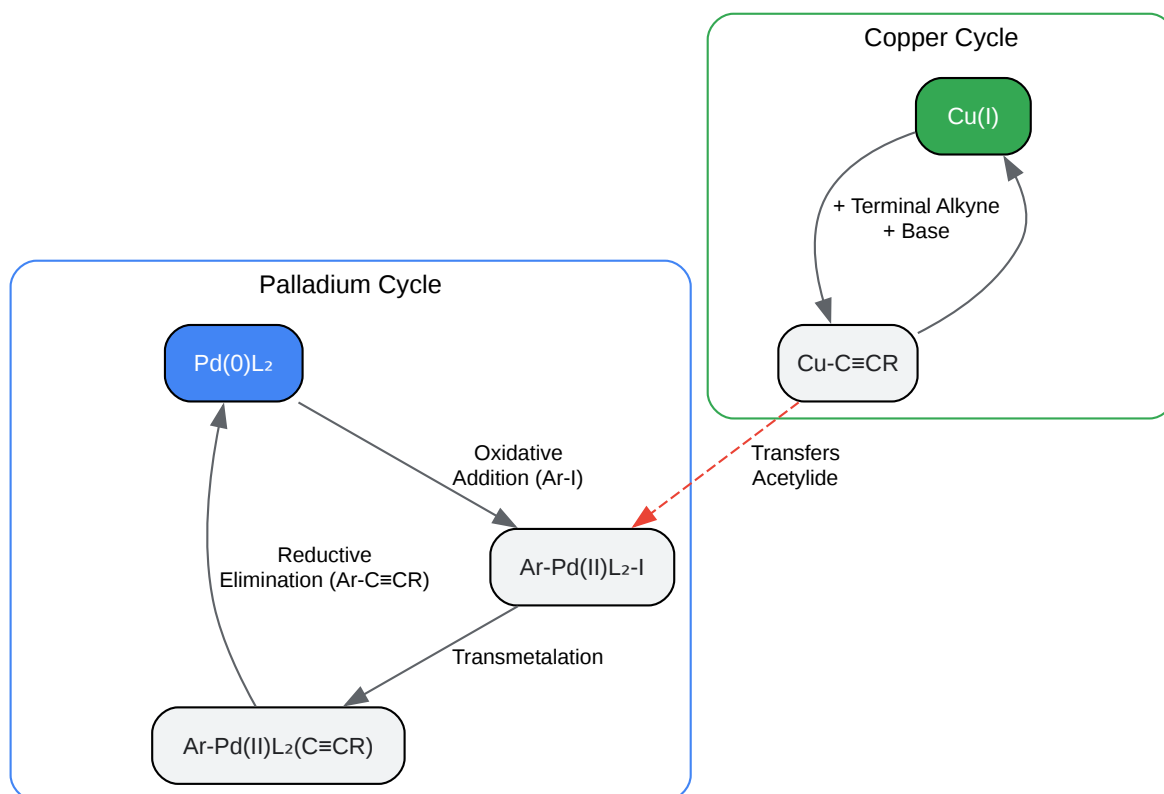 Copper Cycle
Cu(I)
+ Terminal Alkyne
+ Base
Cu-C≡CR
Transfers
Acetylide
Palladium Cycle
Pd(0)L₂
Oxidative
Addition (Ar-I)
Ar-Pd(II)L₂-I
Reductive
Elimination (Ar-C≡CR)
Transmetalation
Ar-Pd(II)L₂(C≡CR)